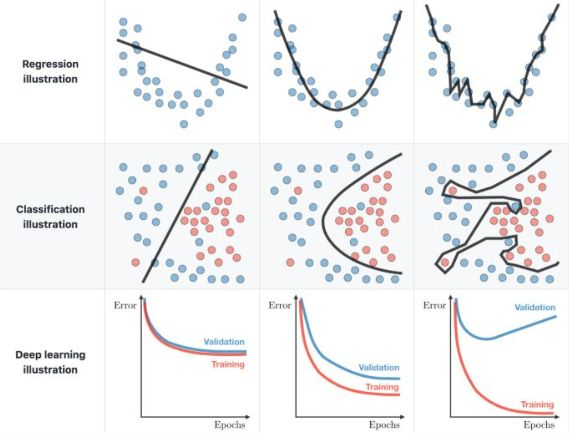 Regression
illustration
Classification
illustration
Deep learning
illustration
Error
Validation
Training
Epochs
Error
Validation
Training
Epochs
Error
Validation
Training
Epochs